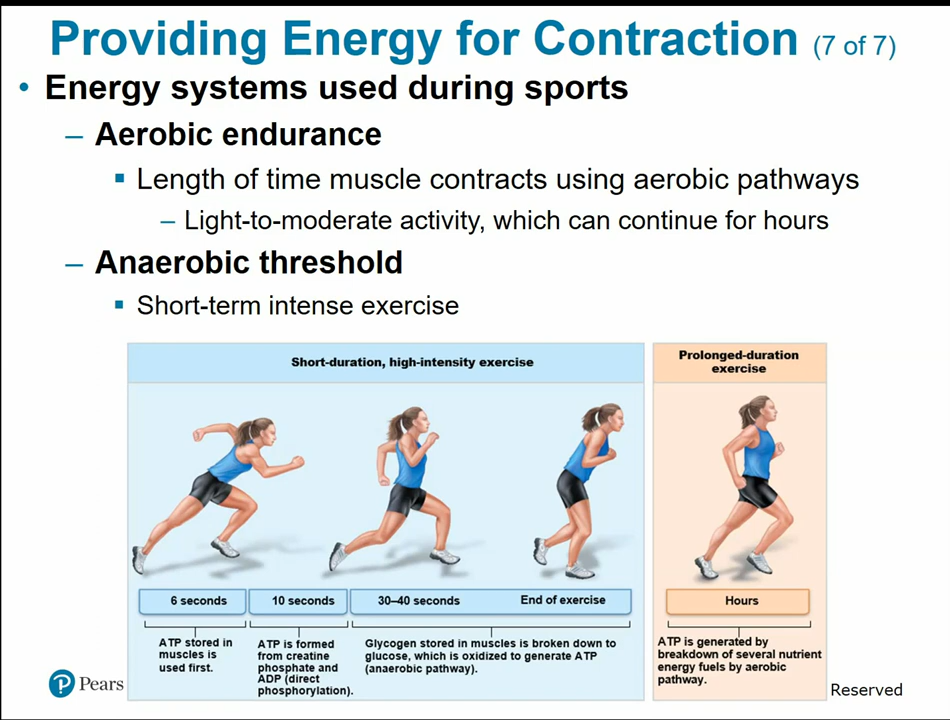 Providing Energy for Contraction (7 of 7)
• Energy systems used during sports
– Aerobic endurance
▪ Length of time muscle contracts using aerobic pathways
– Light-to-moderate activity, which can continue for hours
– Anaerobic threshold
▪ Short-term intense exercise
Short-duration, high-intensity exercise
Prolonged-duration
exercise
6 seconds
10 seconds
30–40 seconds
End of exercise
Hours
ATP stored in
muscles is
used first.
ATP is formed
from creatine
phosphate and
ADP (direct
phosphorylation).
Glycogen stored in muscles is broken down to
glucose, which is oxidized to generate ATP
(anaerobic pathway).
ATP is generated by
breakdown of several nutrient
energy fuels by aerobic
pathway.
P Pears
Reserved